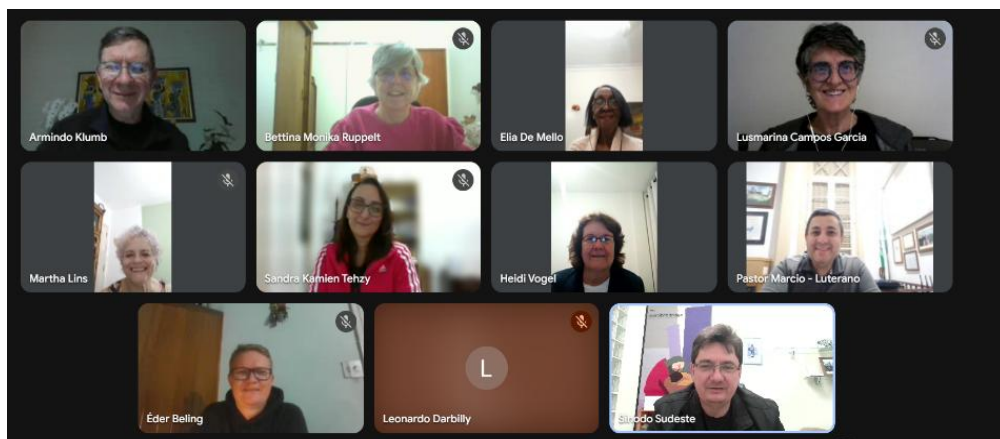 Armindo Klumb
Bettina Monika Ruppelt
Elia De Mello
Lusmarina Campos Garcia
Martha Lins
Sandra Kamien Tehzy
Heidi Vogel
Pastor Marcio - Luterano
Éder Beling
L
Leonardo Darbilly
Sínodo Sudeste